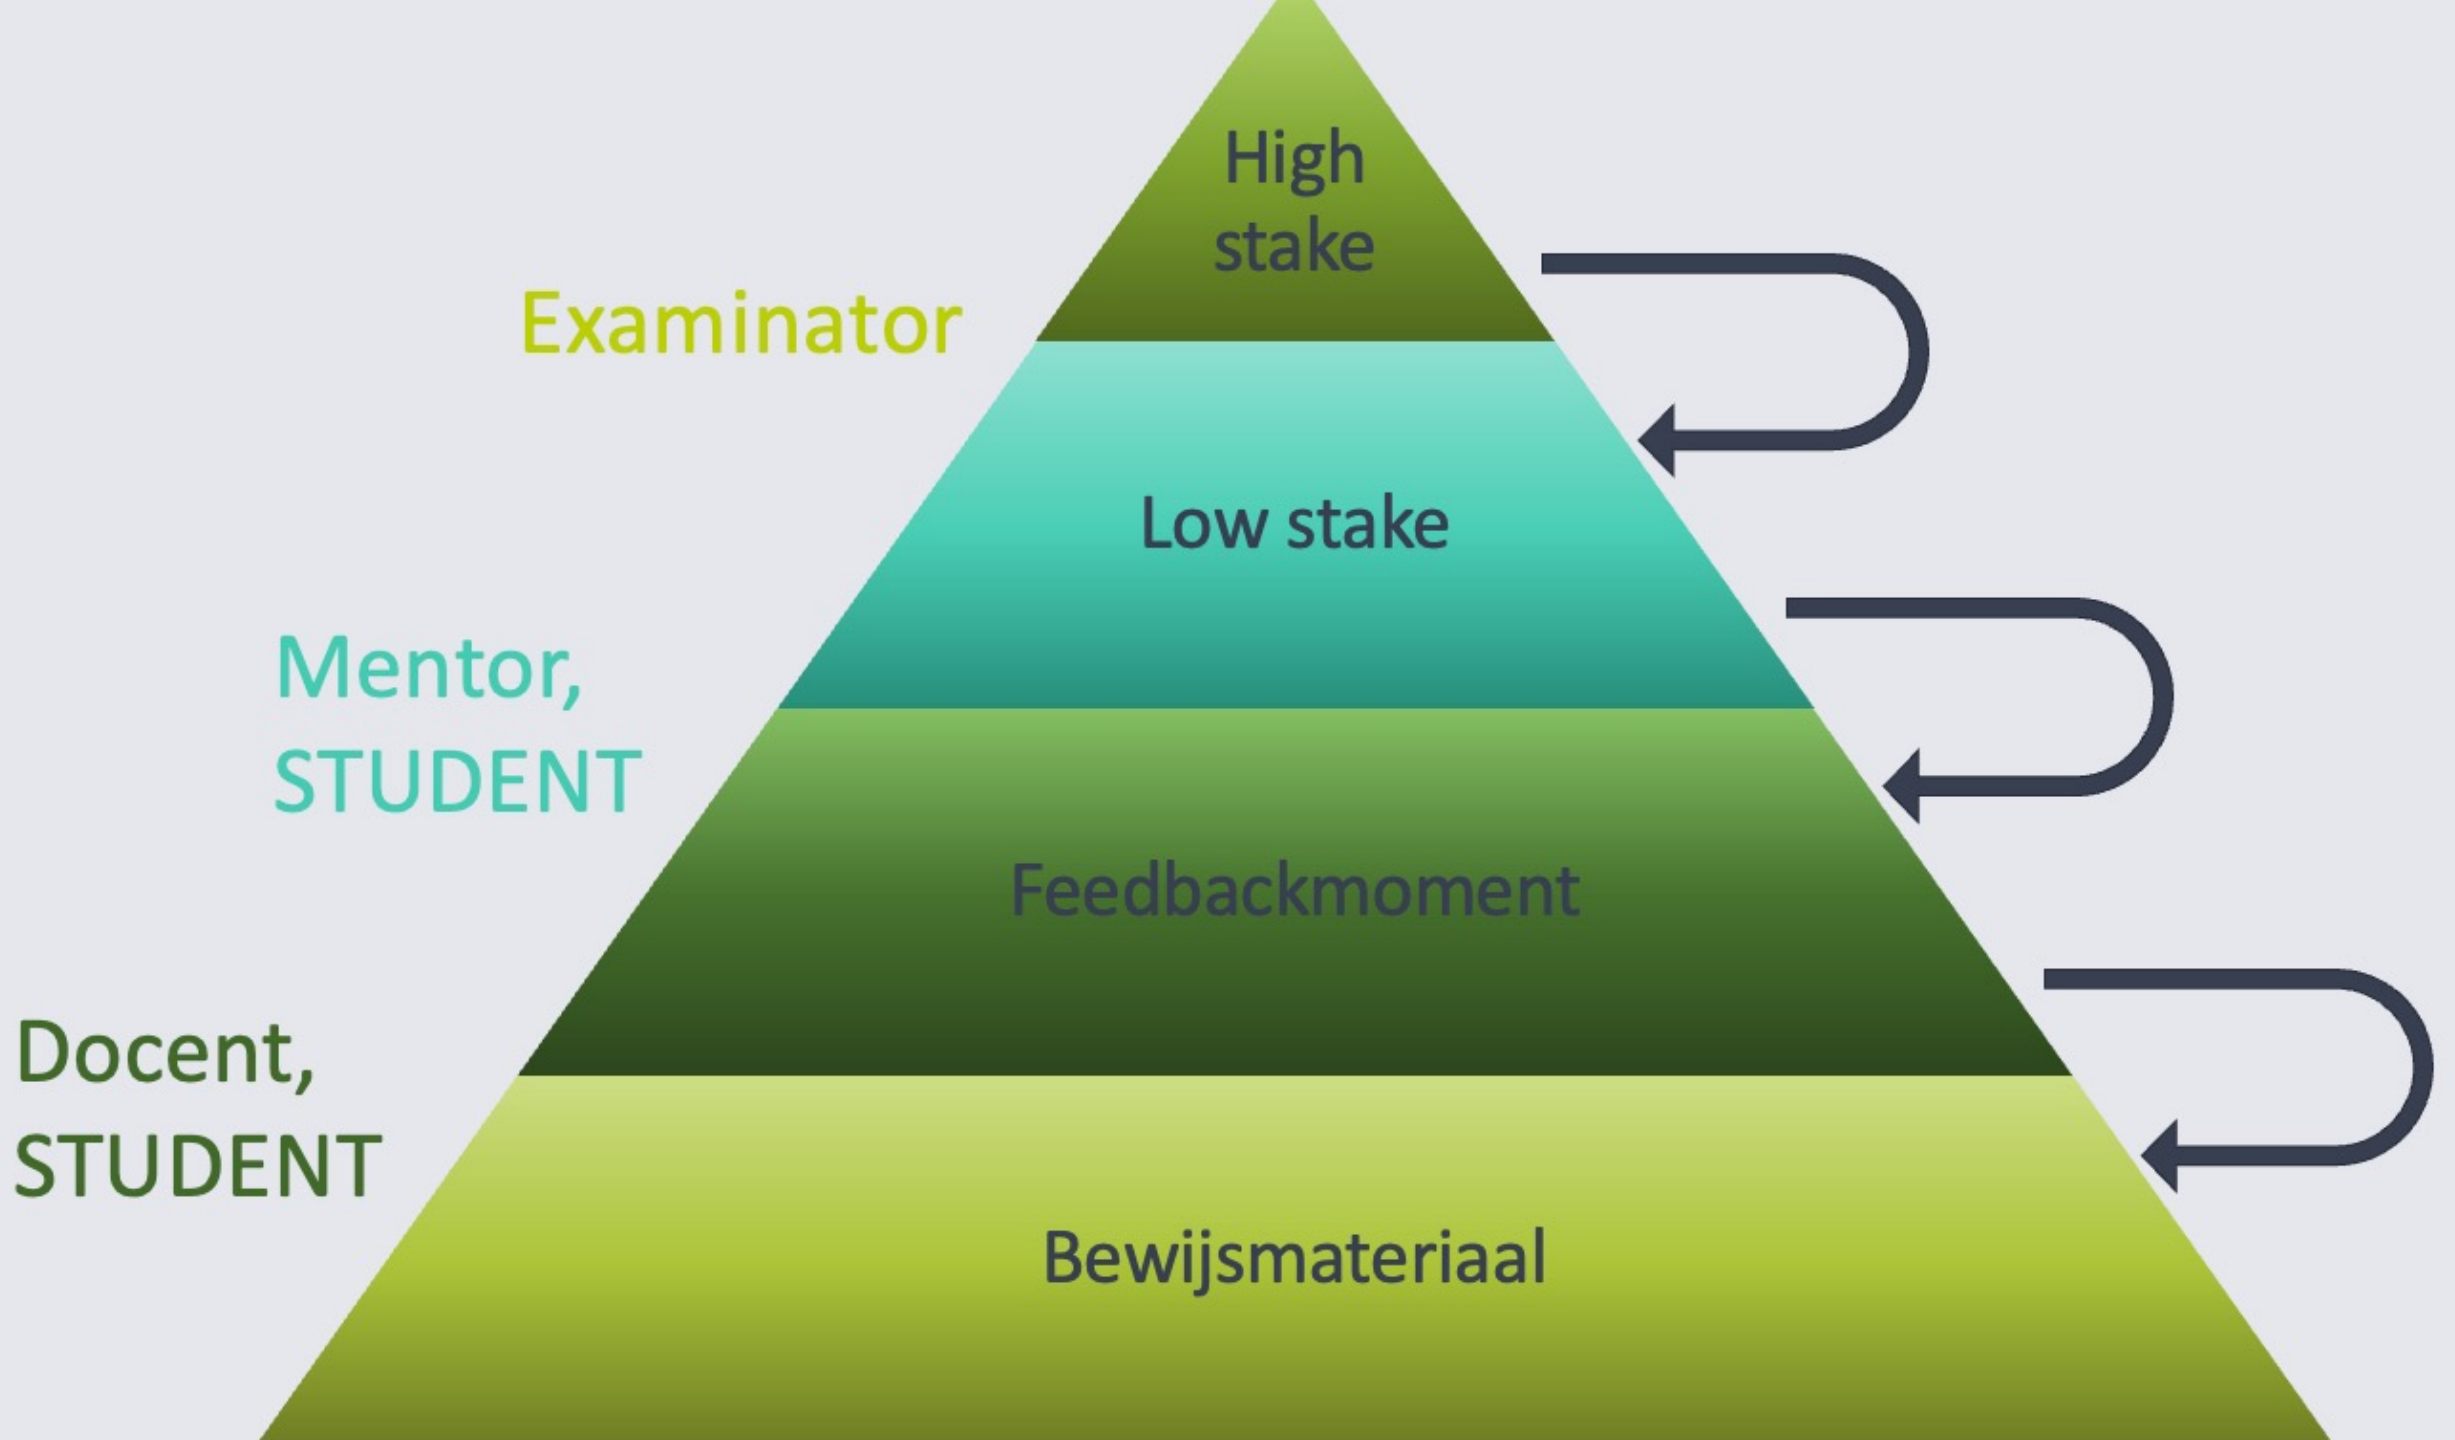 High
stake
Examinator
Low stake
Mentor,
STUDENT
Feedbackmoment
Docent,
STUDENT
Bewijsmateriaal